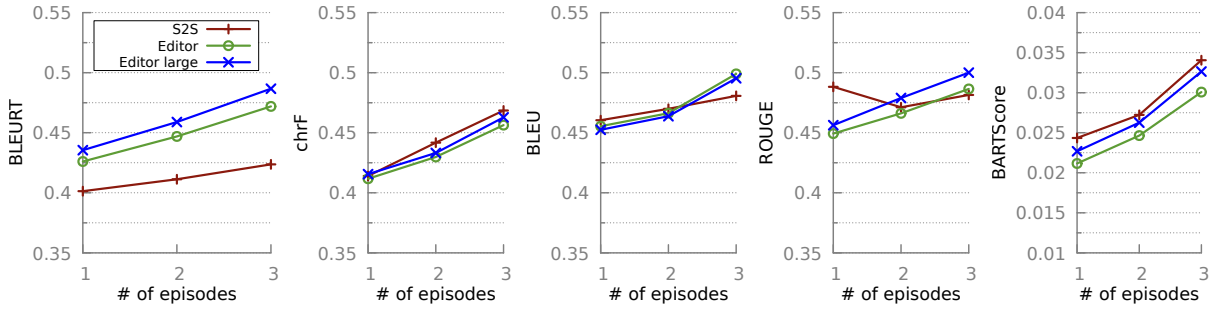 S2S
Editor
Editor large
BLEURT
0.55
0.5
0.45
0.4
0.35
1 2 3
# of episodes
chrF
0.55
0.5
0.45
0.4
0.35
1 2 3
# of episodes
BLEU
0.55
0.5
0.45
0.4
0.35
1 2 3
# of episodes
ROUGE
0.55
0.5
0.45
0.4
0.35
1 2 3
# of episodes
BARTScore
0.04
0.035
0.03
0.025
0.02
0.015
0.01
1 2 3
# of episodes